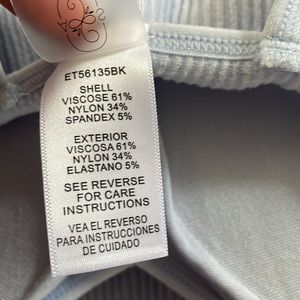 ET56135BK
SHELL
VISCOSE 61%
NYLON 34%
SPANDEX 5%
EXTERIOR
VISCOSA 61%
NYLON 34%
ELASTANO 5%
SEE REVERSE
FOR CARE
INSTRUCTIONS
VEA EL REVERSO
PARA INSTRUCCIONES
DE CUIDADO